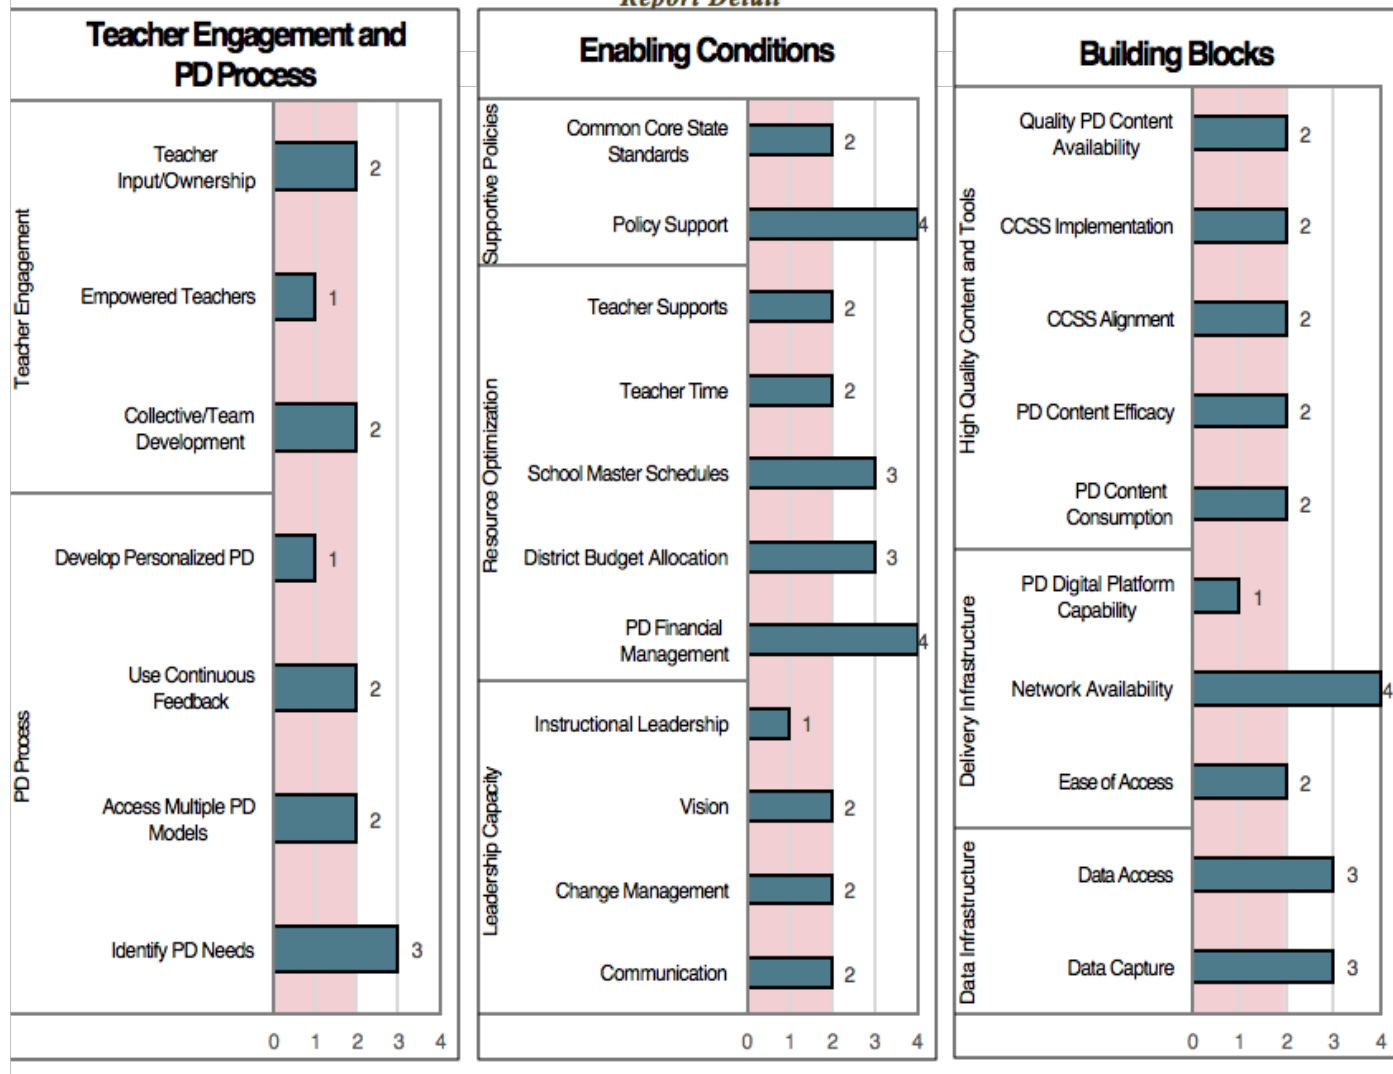 Report Detail
Teacher Engagement and
PD Process
Teacher Engagement
Teacher
Input/Ownership
2
Empowered Teachers
1
Collective/Team
Development
2
PD Process
Develop Personalized PD
1
Use Continuous
Feedback
2
Access Multiple PD
Models
2
Identify PD Needs
3
0 1 2 3 4
Enabling Conditions
Supportive Policies
Common Core State
Standards
2
Policy Support
4
Resource Optimization
Teacher Supports
2
Teacher Time
2
School Master Schedules
3
District Budget Allocation
3
PD Financial
Management
4
Leadership Capacity
Instructional Leadership
1
Vision
2
Change Management
2
Communication
2
0 1 2 3 4
Building Blocks
High Quality Content and Tools
Quality PD Content
Availability
2
CCSS Implementation
2
CCSS Alignment
2
PD Content Efficacy
2
PD Content
Consumption
2
Delivery Infrastructure
PD Digital Platform
Capability
1
Network Availability
4
Ease of Access
2
Data Infrastructure
Data Access
3
Data Capture
3
0 1 2 3 4